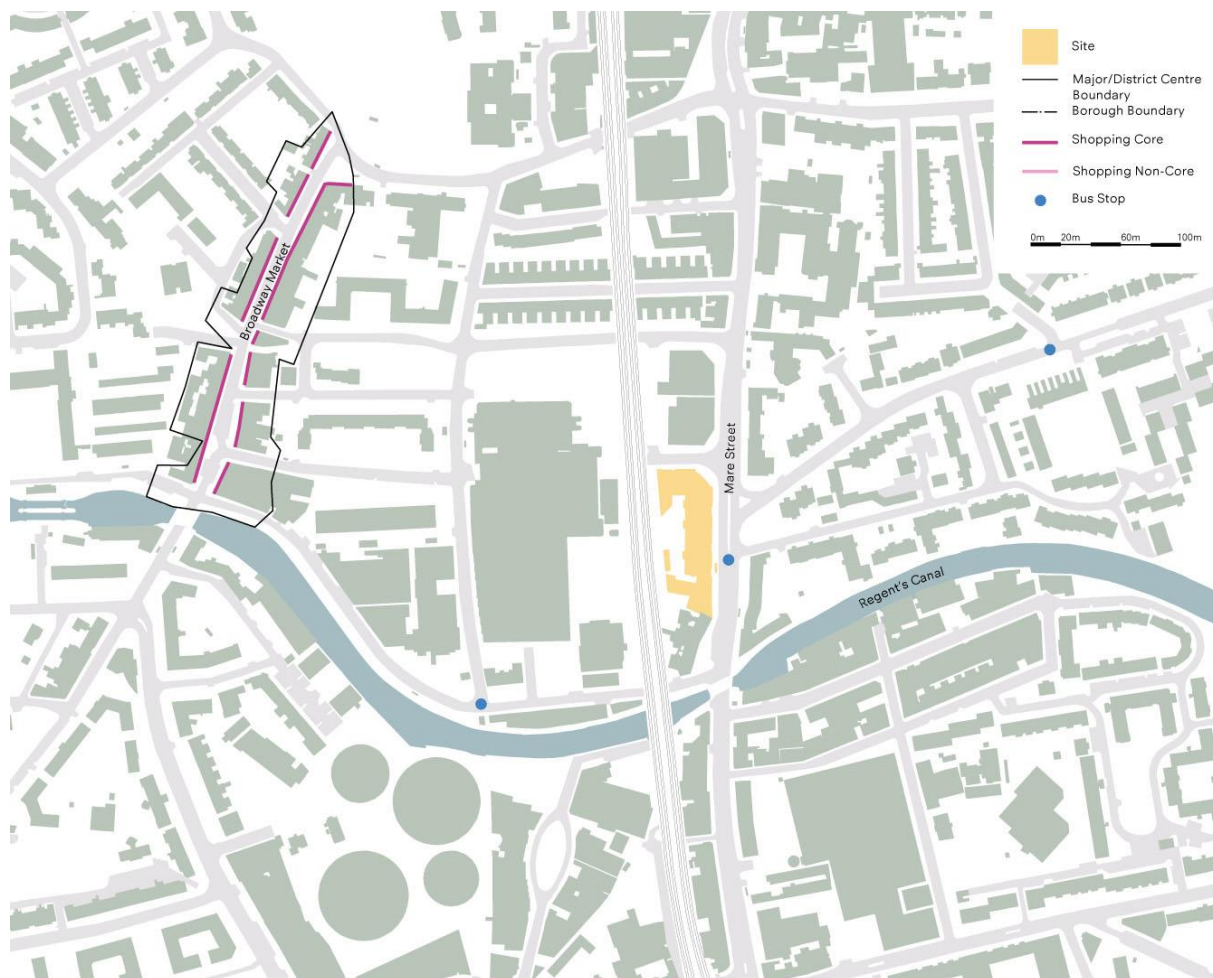 Site
Major/District Centre
Boundary
Borough Boundary
Shopping Core
Shopping Non-Core
Bus Stop
0m 20m 60m 100m
Broadway Market
Mare Street
Regent's Canal